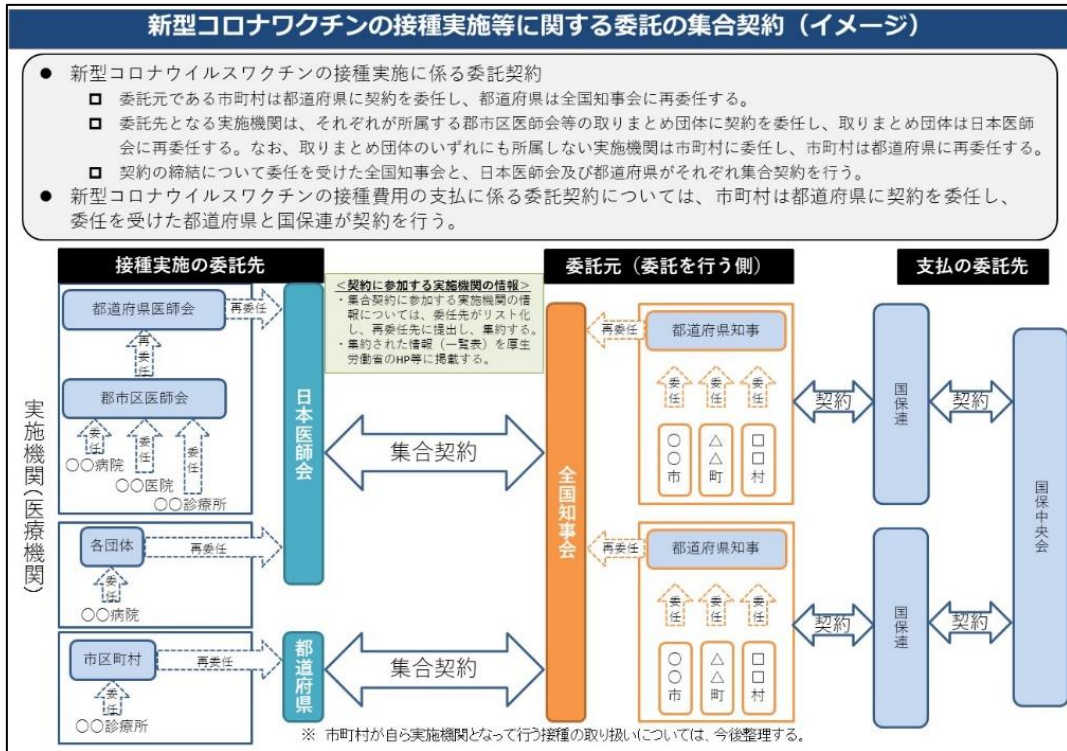 新型コロナワクチンの接種実施等に関する委託の集合契約（イメージ）
● 新型コロナウイルスワクチンの接種実施に係る委託契約
□ 委託元である市町村は都道府県に契約を委任し、都道府県は全国知事会に再委任する。
□ 委託先となる実施機関は、それぞれが所属する郡市区医師会等の取りまとめ団体に契約を委任し、取りまとめ団体は日本医師
会に再委任する。なお、取りまとめ団体のいずれにも所属しない実施機関は市町村に委任し、市町村は都道府県に再委任する。
□ 契約の締結について委任を受けた全国知事会と、日本医師会及び都道府県がそれぞれ集合契約を行う。
● 新型コロナウイルスワクチンの接種費用の支払に係る委託契約については、市町村は都道府県に契約を委任し、
委任を受けた都道府県と国保連が契約を行う。
接種実施の委託先
委託元（委託を行う側）
支払の委託先
実施機関(医療機関)
都道府県医師会
再委任
再委任
郡市区医師会
委任
委任
委任
〇〇病院
〇〇医院
〇〇診療所
各団体
再委任
委任
〇〇病院
市区町村
再委任
委任
〇〇診療所
日本医師会
都道府県
＜契約に参加する実施機関の情報＞
・集合契約に参加する実施機関の情
報については、委任先がリスト化
し、再委任先に提出し、集約する。
・集約された情報（一覧表）を厚生
労働省のHP等に掲載する。
集合契約
集合契約
全国知事会
再委任
都道府県知事
委任
委任
委任
〇〇市
△△町
□□村
再委任
都道府県知事
委任
委任
委任
〇〇市
△△町
□□村
契約
国保連
契約
契約
国保連
契約
国保中央会
※ 市町村が自ら実施機関となって行う接種の取り扱いについては、今後整理する。